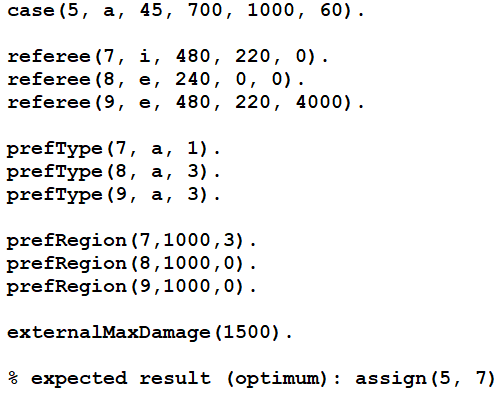 case(5, a, 45, 700, 1000, 60).
referee(7, i, 480, 220, 0).
referee(8, e, 240, 0, 0).
referee(9, e, 480, 220, 4000).
prefType(7, a, 1).
prefType(8, a, 3).
prefType(9, a, 3).
prefRegion(7,1000,3).
prefRegion(8,1000,0).
prefRegion(9,1000,0).
externalMaxDamage(1500).
% expected result (optimum): assign(5, 7)